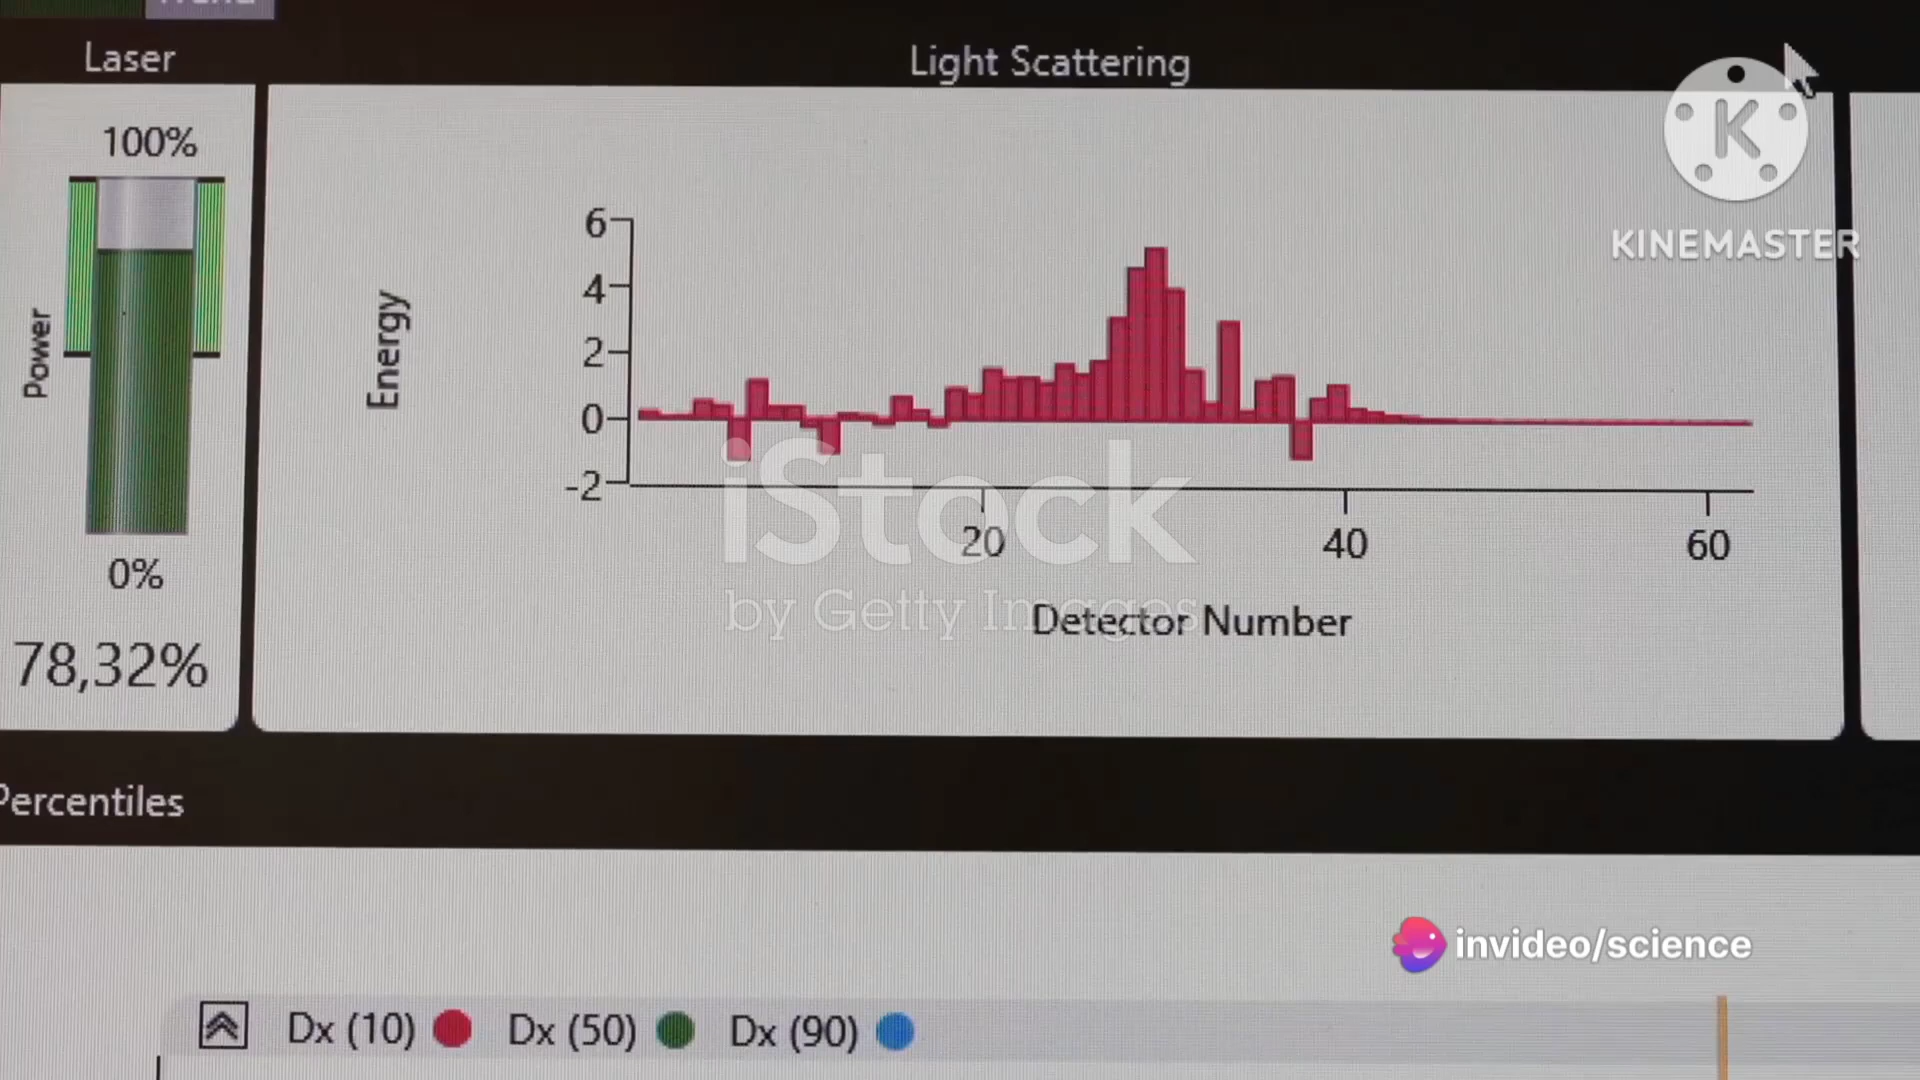 Trend
Laser
Light Scattering
100%
Power
0%
78,32%
Energy
6
4
2
0
-2
20
40
60
Detector Number
K
KINEMASTER
iStock
by Getty Images
Percentiles
invideo/science
Dx (10)
Dx (50)
Dx (90)